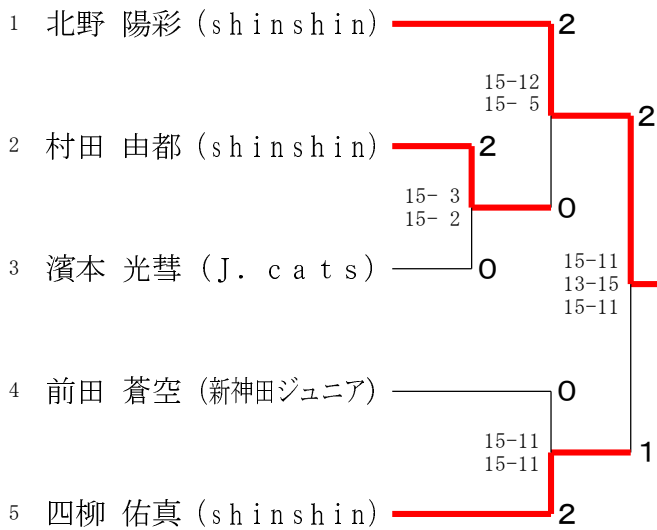 1 北野 陽彩 (shinshin) 2
15-12
15- 5
2
2 村田 由都 (shinshin) 2
15- 3
15- 2
0
3 濱本 光彗 (J. cats) 0
15-11
13-15
15-11
4 前田 蒼空 (新神田ジュニア) 0
15-11
15-11
1
5 四柳 佑真 (shinshin) 2